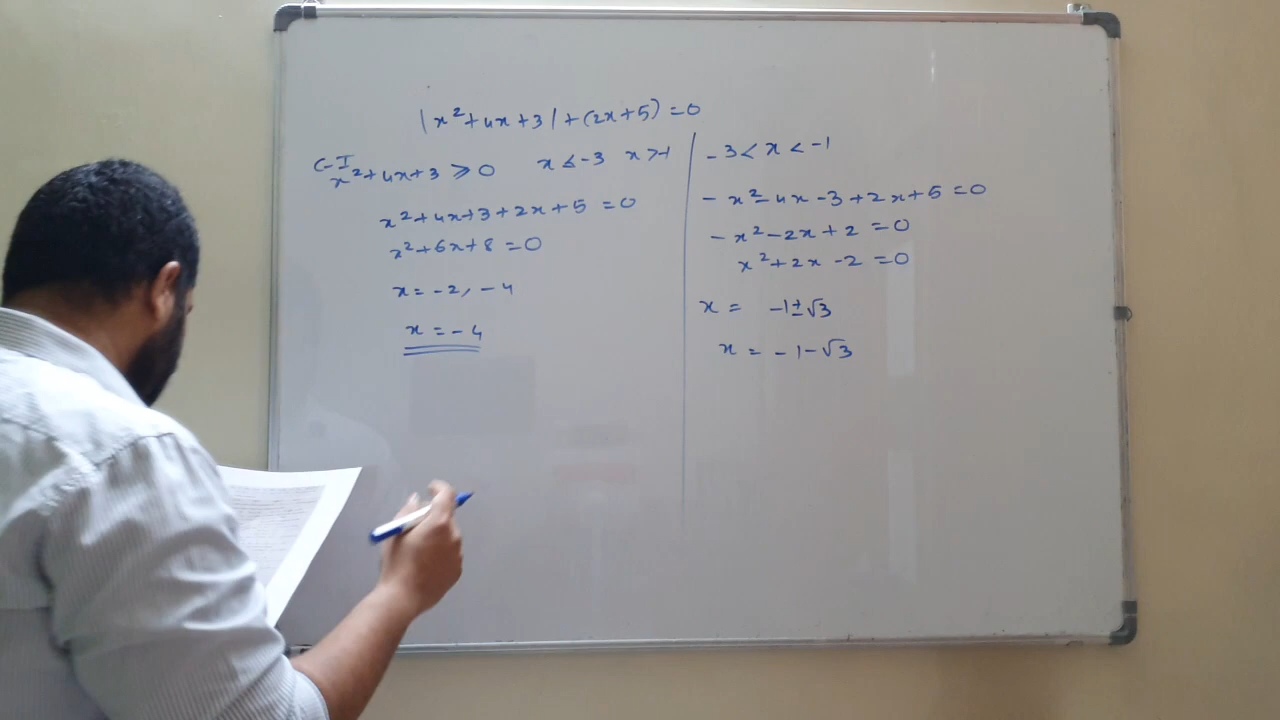 |x²+4x+3|+(2x+5)=0
C-I
x²+4x+3 ⩾ 0 x ≤ -3 x>-1
x²+4x+3+2x+5 =0
x²+6x+8 =0
x = -2, -4
x = -4
-3 < x < -1
- x²-4x-3+2x+5 =0
- x²-2x+2 =0
x²+2x-2 =0
x = -1±√3
x = -1-√3